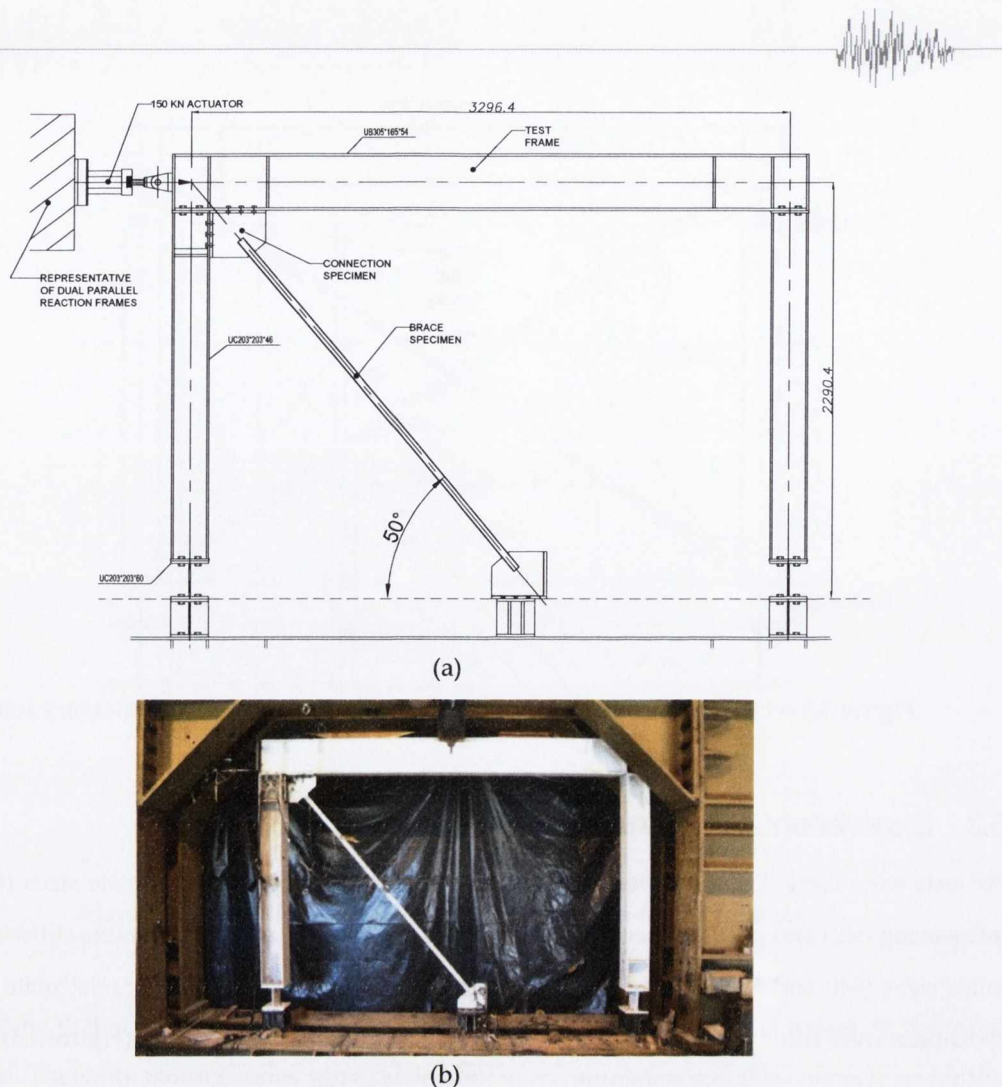 150 KN ACTUATOR
3296.4
UB305*165*54
TEST
FRAME
CONNECTION
SPECIMEN
REPRESENTATIVE
OF DUAL PARALLEL
REACTION FRAMES
BRACE
SPECIMEN
UC203*203*46
2290.4
50°
UC203*203*60
(a)
(b)